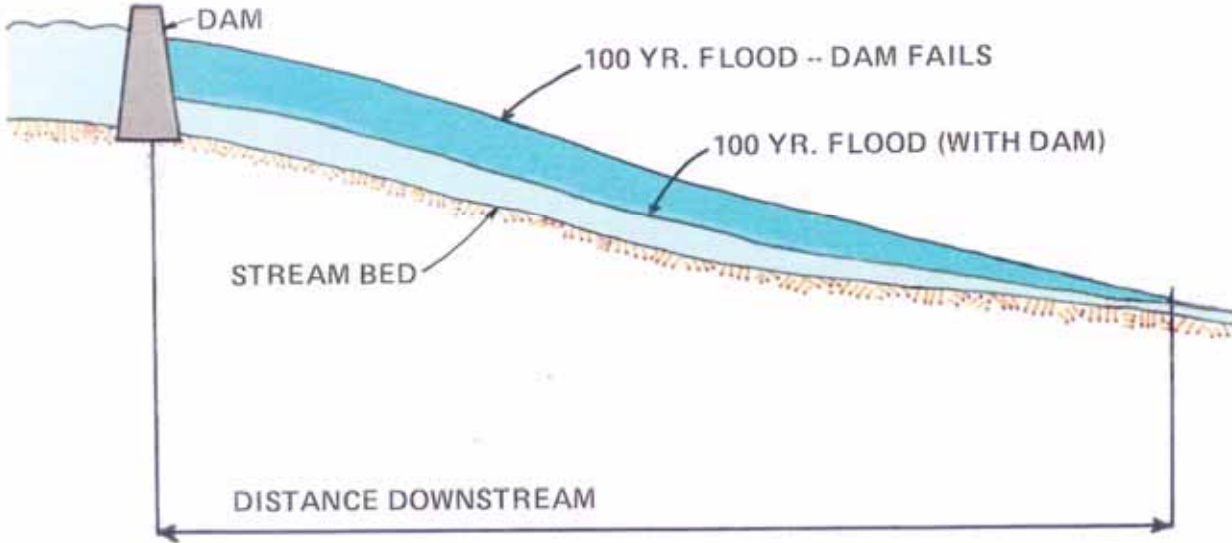 DAM
100 YR. FLOOD -- DAM FAILS
100 YR. FLOOD (WITH DAM)
STREAM BED
DISTANCE DOWNSTREAM